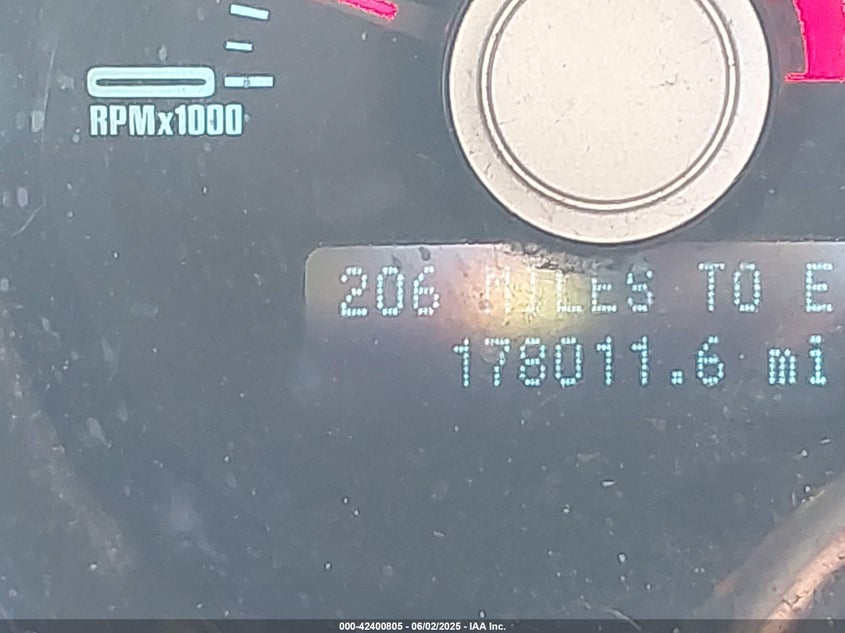 RPMx1000
206 MILES TO E
178011.6 mi
000-42400805 - 06/02/2025 - IAA Inc.